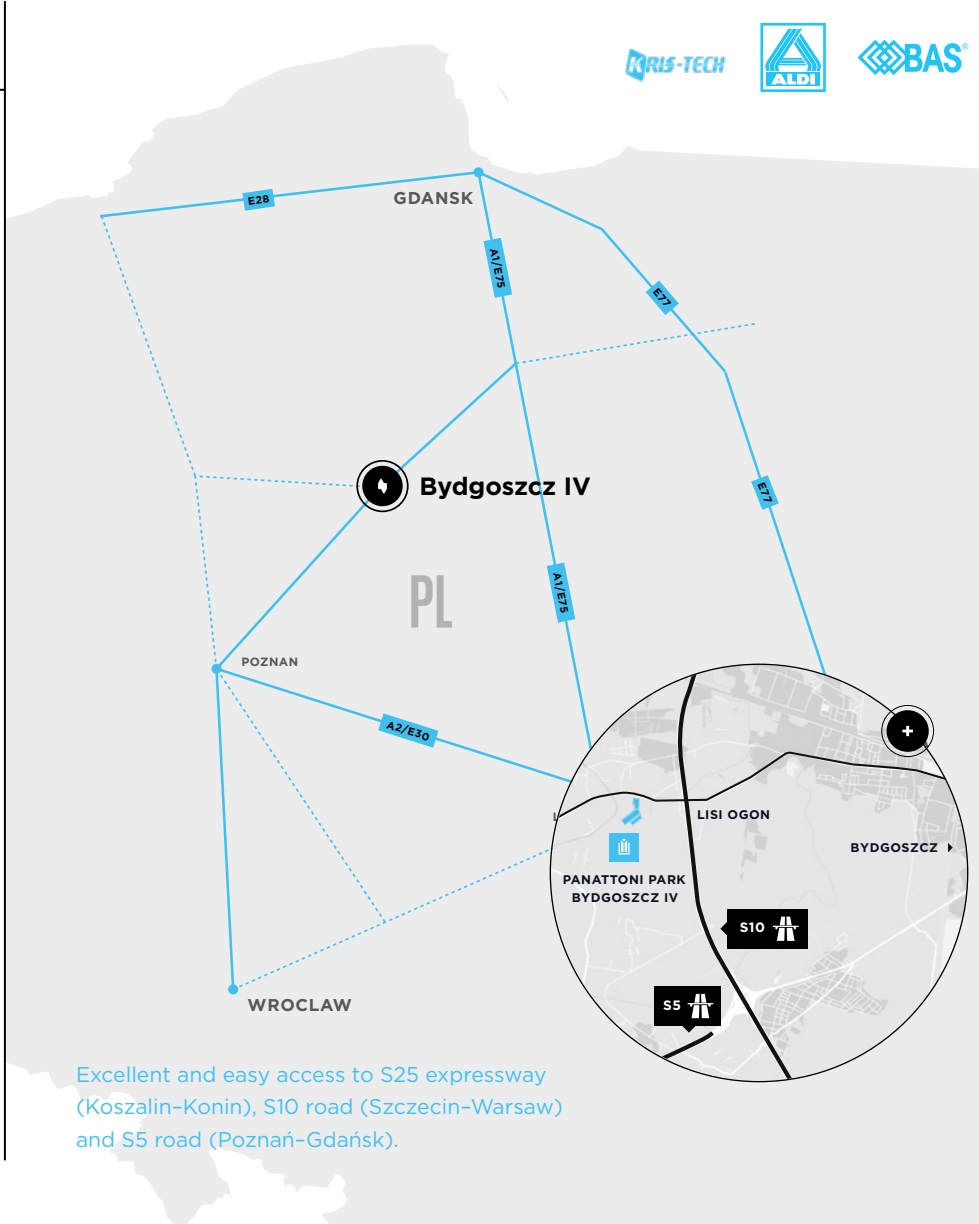 KRIS-TECH
ALDI
BAS®
E28
GDANSK
A1/E75
E77
Bydgoszcz IV
E77
A1/E75
PL
POZNAN
A2/E30
LISI OGON
BYDGOSZCZ
PANATTONI PARK
BYDGOSZCZ IV
S10
S5
WROCLAW
Excellent and easy access to S25 expressway
(Koszalin–Konin), S10 road (Szczecin–Warsaw)
and S5 road (Poznań–Gdańsk).